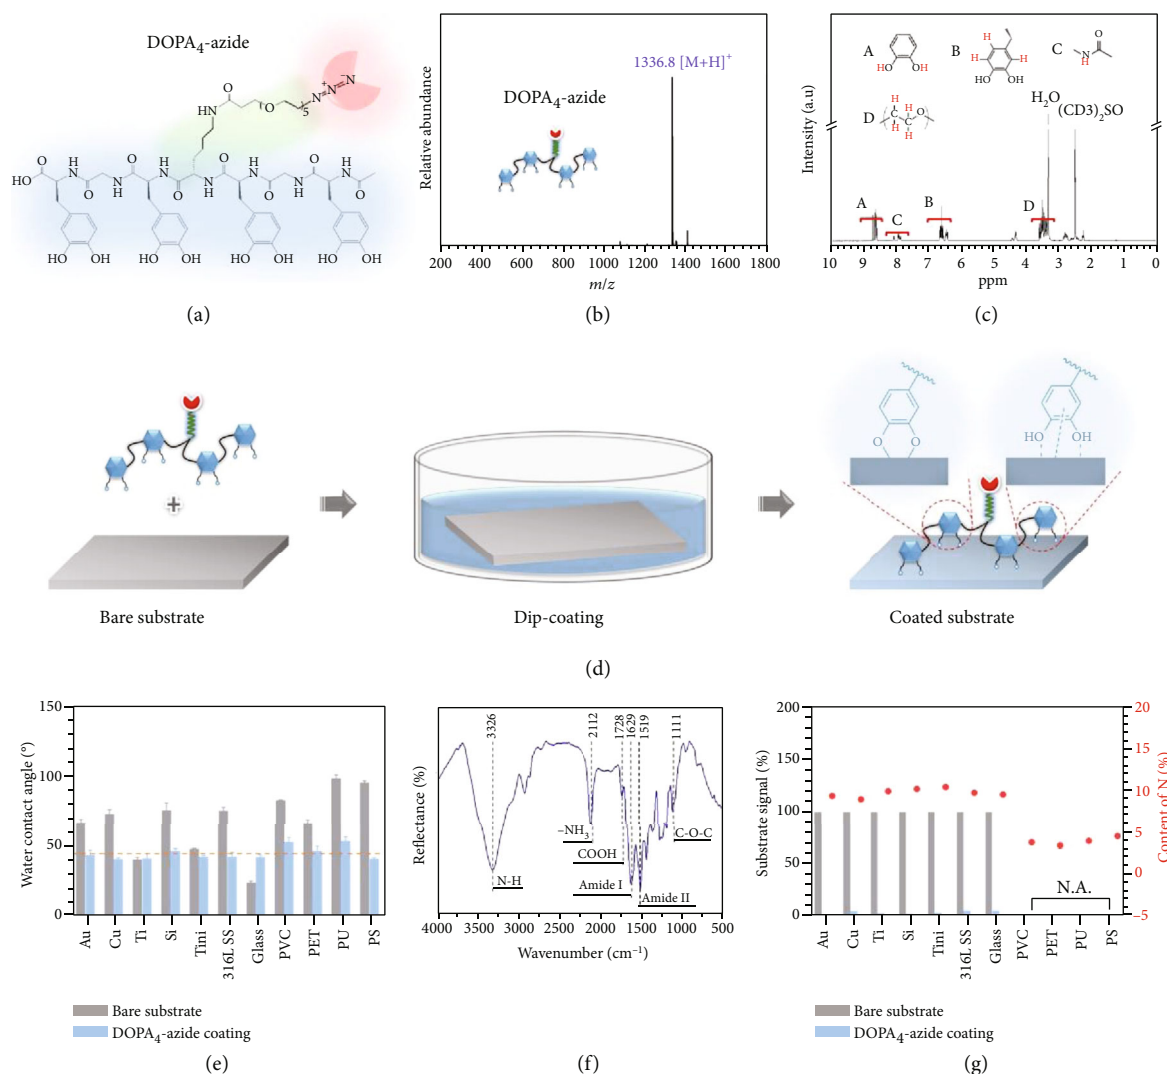 DOPA4-azide
HN
O
O
5
N
+
N
−
N
O
HO
H
N
O
N
H
O
H
N
O
N
H
O
H
N
O
N
H
O
H
N
O
HO
OH
HO
OH
HO
OH
HO
OH
(a)
Relative abundance
1336.8 [M+H]+
DOPA4-azide
200
400
600
800
1000
1200
1400
1600
1800
m/z
(b)
Intensity (a.u)
A
HO
OH
B
H
H
H
HO
OH
C
N
H
O
D
H
C
H
H
C
H
O
H2O
(CD3)2SO
A
C
B
D
10
9
8
7
6
5
4
3
2
1
0
ppm
(c)
+
Bare substrate
Dip-coating
O
O
HO
OH
Coated substrate
(d)
Water contact angle (°)
150
100
50
0
Au
Cu
Ti
Si
Tini
316L SS
Glass
PVC
PET
PU
PS
Bare substrate
DOPA4-azide coating
(e)
Reflectance (%)
3326
2112
1728
1629
1519
1111
–NH3
C-O-C
COOH
N-H
Amide I
Amide II
4000
3500
3000
2500
2000
1500
1000
500
Wavenumber (cm−1)
(f)
Substrate signal (%)
200
150
100
50
0
20
15
10
5
0
−5
Content of N (%)
N.A.
Au
Cu
Ti
Si
Tini
316L SS
Glass
PVC
PET
PU
PS
Bare substrate
DOPA4-azide coating
(g)